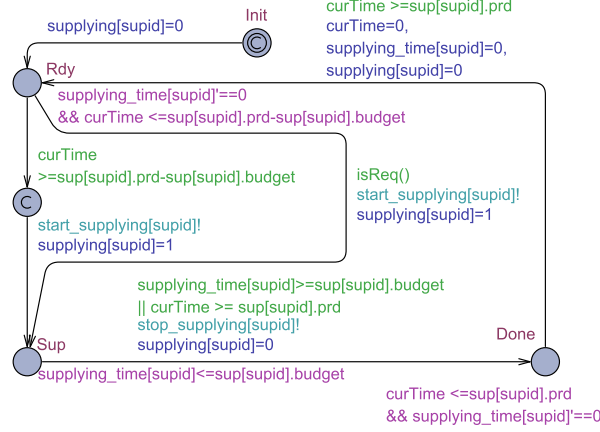 curTime >=sup[supid].prd
Init
supplying[supid]=0
curTime=0,
supplying_time[supid]=0,
supplying[supid]=0
C
Rdy
supplying_time[supid]'==0
&& curTime <=sup[supid].prd-sup[supid].budget
curTime
>=sup[supid].prd-sup[supid].budget
isReq()
start_supplying[supid]!
supplying[supid]=1
C
start_supplying[supid]!
supplying[supid]=1
supplying_time[supid]>=sup[supid].budget
|| curTime >= sup[supid].prd
stop_supplying[supid]!
supplying[supid]=0
Sup
Done
supplying_time[supid]<=sup[supid].budget
curTime <=sup[supid].prd
&& supplying_time[supid]'==0